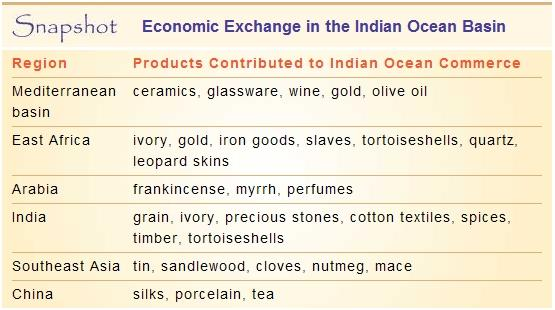 Snapshot Economic Exchange in the Indian Ocean Basin
Region Products Contributed to Indian Ocean Commerce
Mediterranean basin ceramics, glassware, wine, gold, olive oil
East Africa ivory, gold, iron goods, slaves, tortoiseshells, quartz,
leopard skins
Arabia frankincense, myrrh, perfumes
India grain, ivory, precious stones, cotton textiles, spices,
timber, tortoiseshells
Southeast Asia tin, sandlewood, cloves, nutmeg, mace
China silks, porcelain, tea